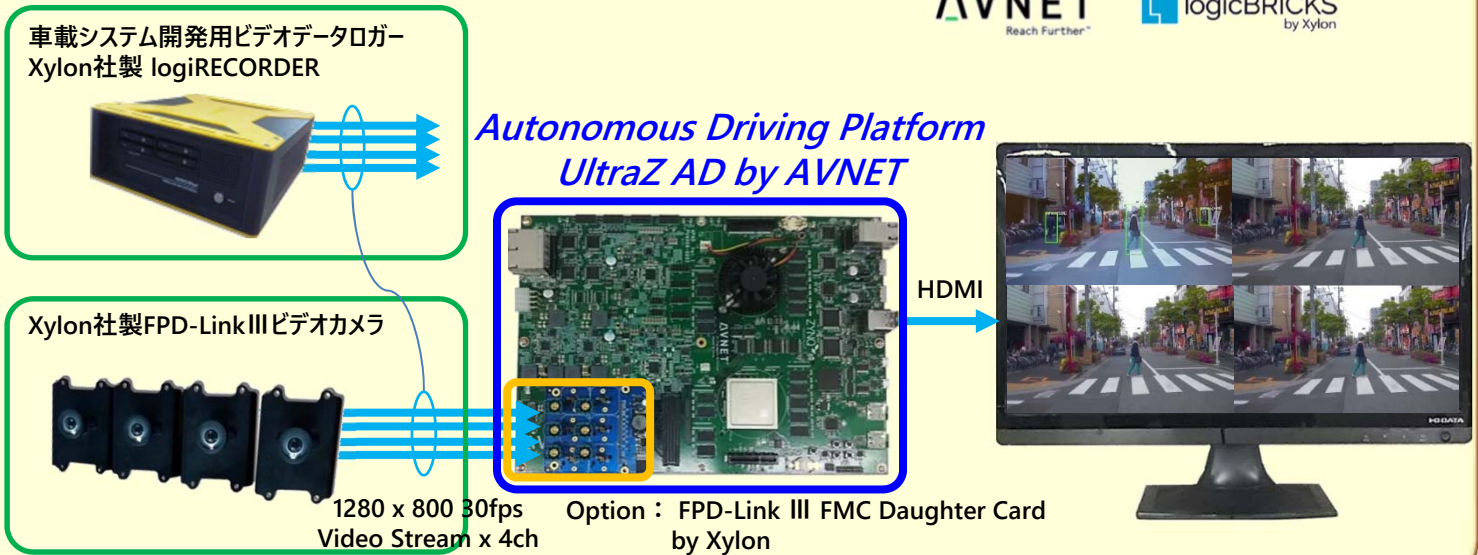 AVNET
Reach Further™
logicBRICKS
by Xylon
車載システム開発用ビデオデータロガー
Xylon社製 logiRECORDER
Autonomous Driving Platform
UltraZ AD by AVNET
Xylon社製FPD-LinkⅢビデオカメラ
HDMI
AVNET
ZYNQ
I-O DATA
1280 x 800 30fps
Video Stream x 4ch
Option： FPD-Link Ⅲ FMC Daughter Card
by Xylon